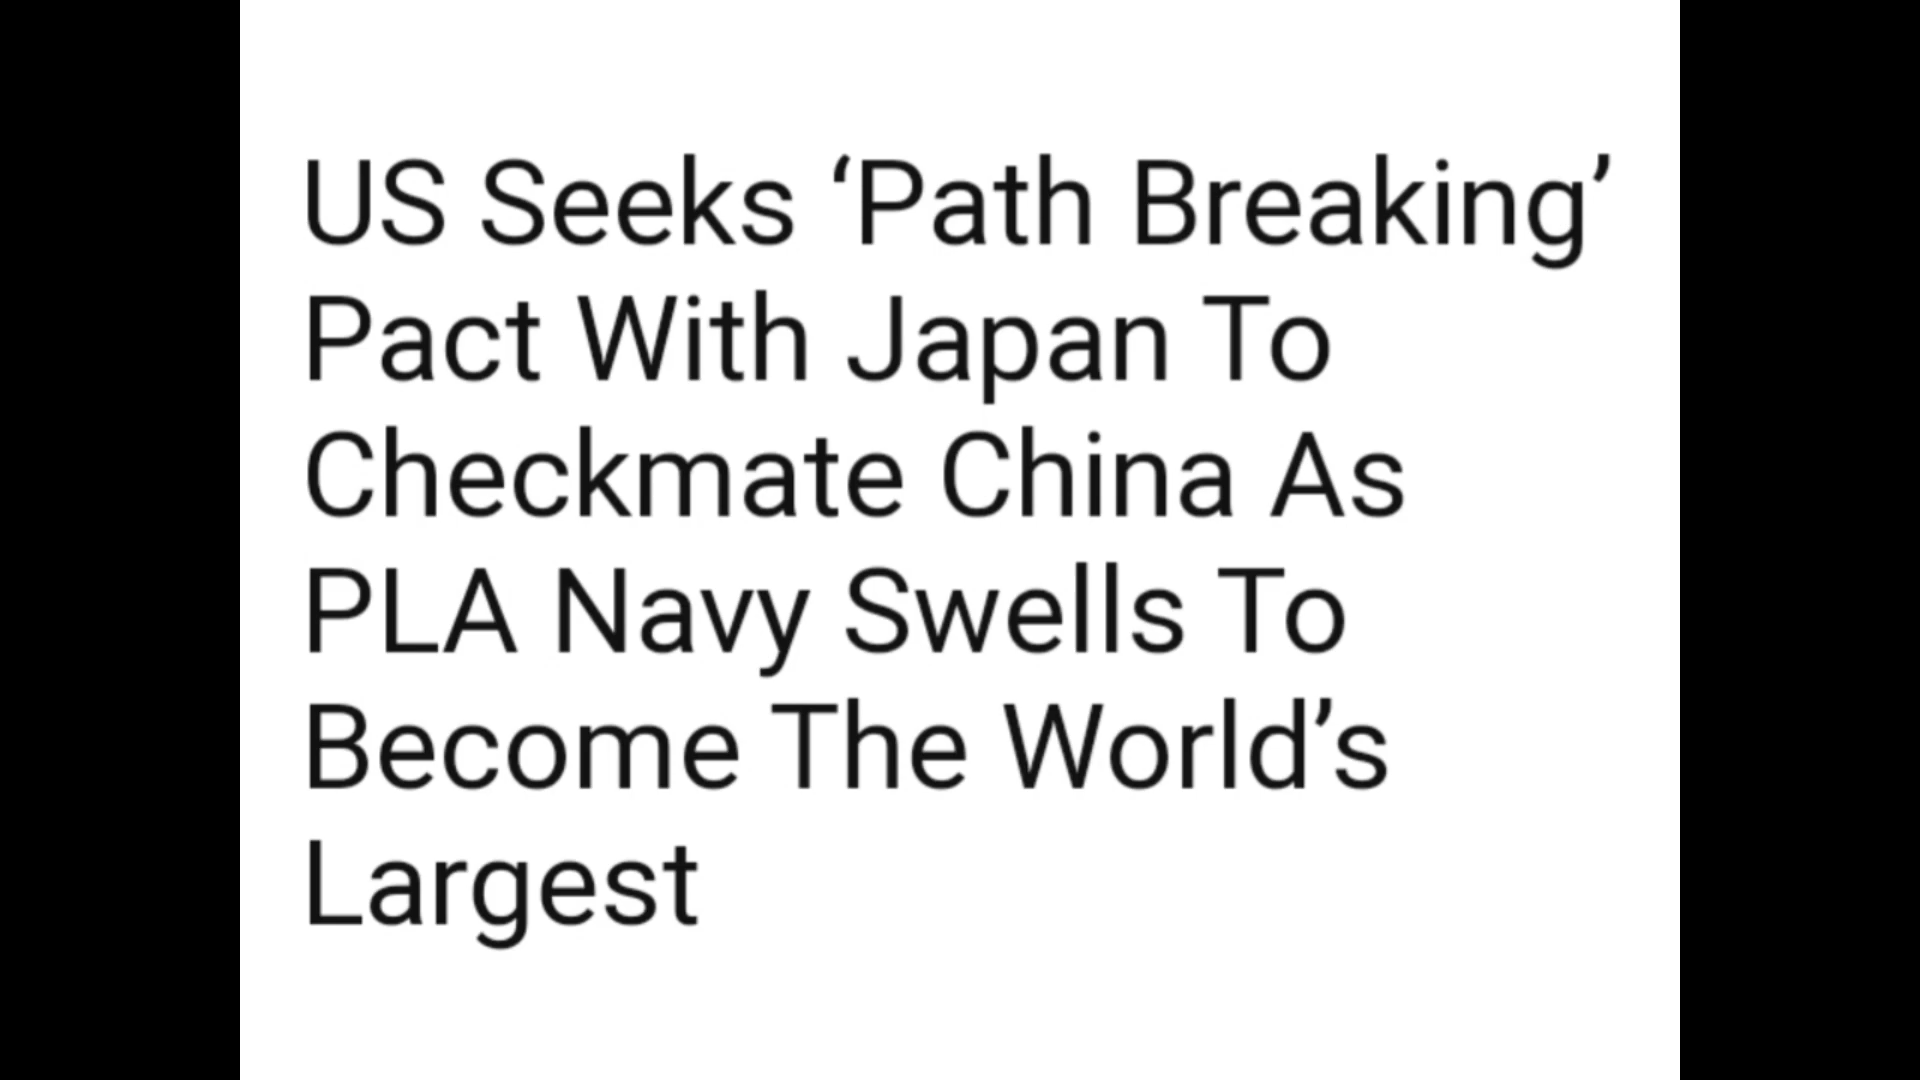 US Seeks ‘Path Breaking’
Pact With Japan To
Checkmate China As
PLA Navy Swells To
Become The World’s
Largest